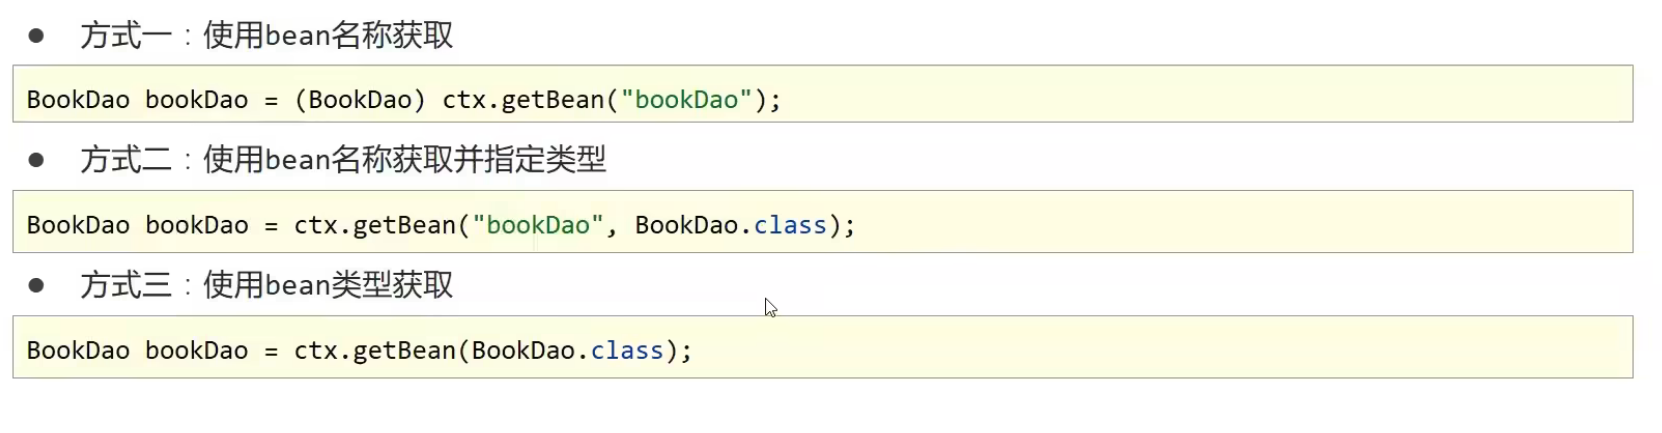 ● 方式一：使用bean名称获取
BookDao bookDao = (BookDao) ctx.getBean("bookDao");
● 方式二：使用bean名称获取并指定类型
BookDao bookDao = ctx.getBean("bookDao", BookDao.class);
● 方式三：使用bean类型获取
BookDao bookDao = ctx.getBean(BookDao.class);